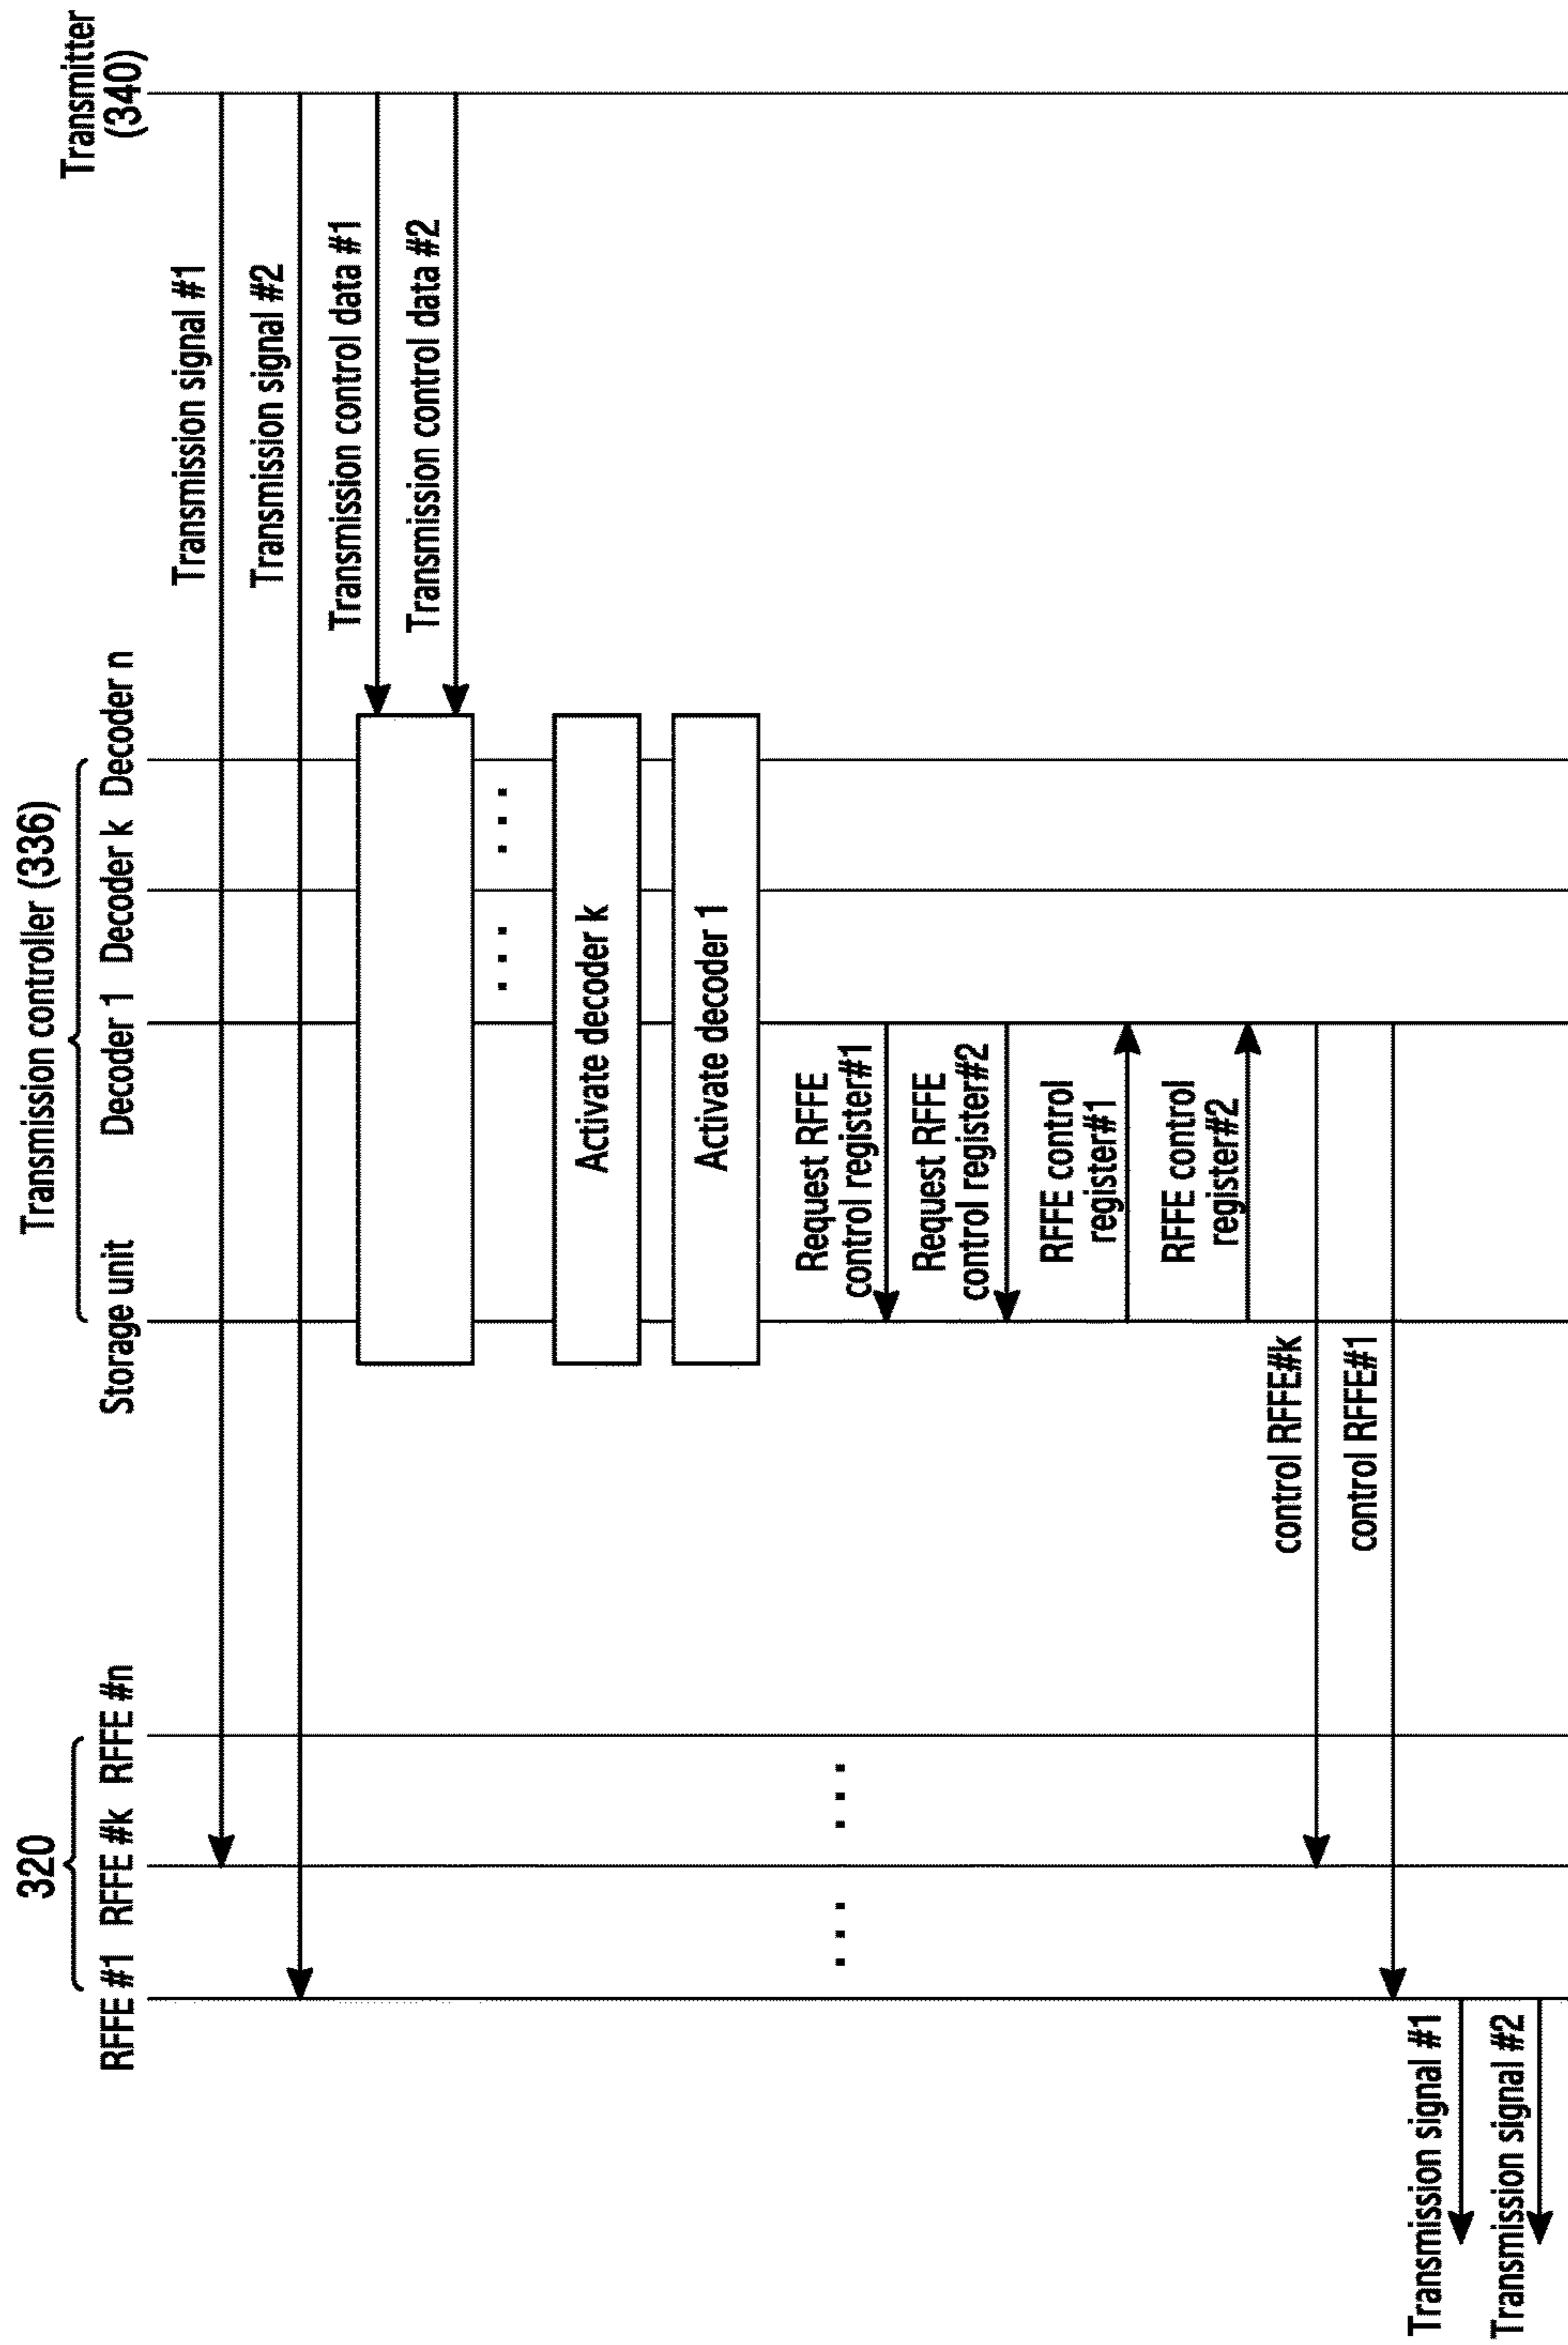 320
Transmission controller (336)
Transmitter
(340)
RFFE #1
RFFE #k
RFFE #n
Storage unit
Decoder 1
Decoder k
Decoder n
Transmission signal #1
Transmission signal #2
Transmission control data #1
Transmission control data #2
Activate decoder k
Activate decoder 1
Request RFFE
control register#1
Request RFFE
control register#2
RFFE control
register#1
RFFE control
register#2
control RFFE#k
control RFFE#1
Transmission signal #1
Transmission signal #2